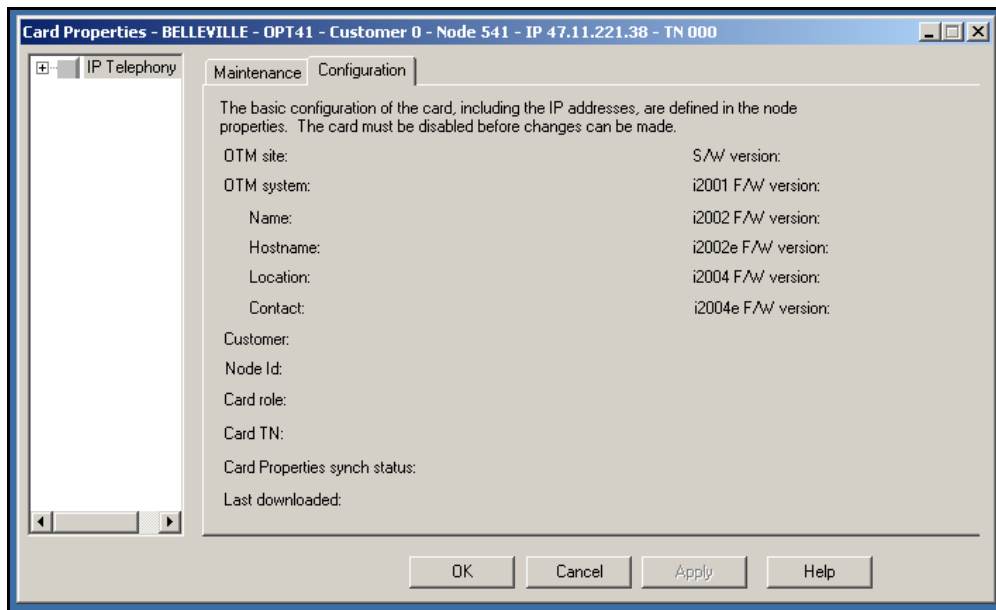 Card Properties - BELLEVILLE - OPT41 - Customer 0 - Node 541 - IP 47.11.221.38 - TN 000
IP Telephony
Maintenance
Configuration
The basic configuration of the card, including the IP addresses, are defined in the node
properties. The card must be disabled before changes can be made.
OTM site:
S/W version:
OTM system:
i2001 F/W version:
Name:
i2002 F/W version:
Hostname:
i2002e F/W version:
Location:
i2004 F/W version:
Contact:
i2004e F/W version:
Customer:
Node Id:
Card role:
Card TN:
Card Properties synch status:
Last downloaded:
OK
Cancel
Apply
Help